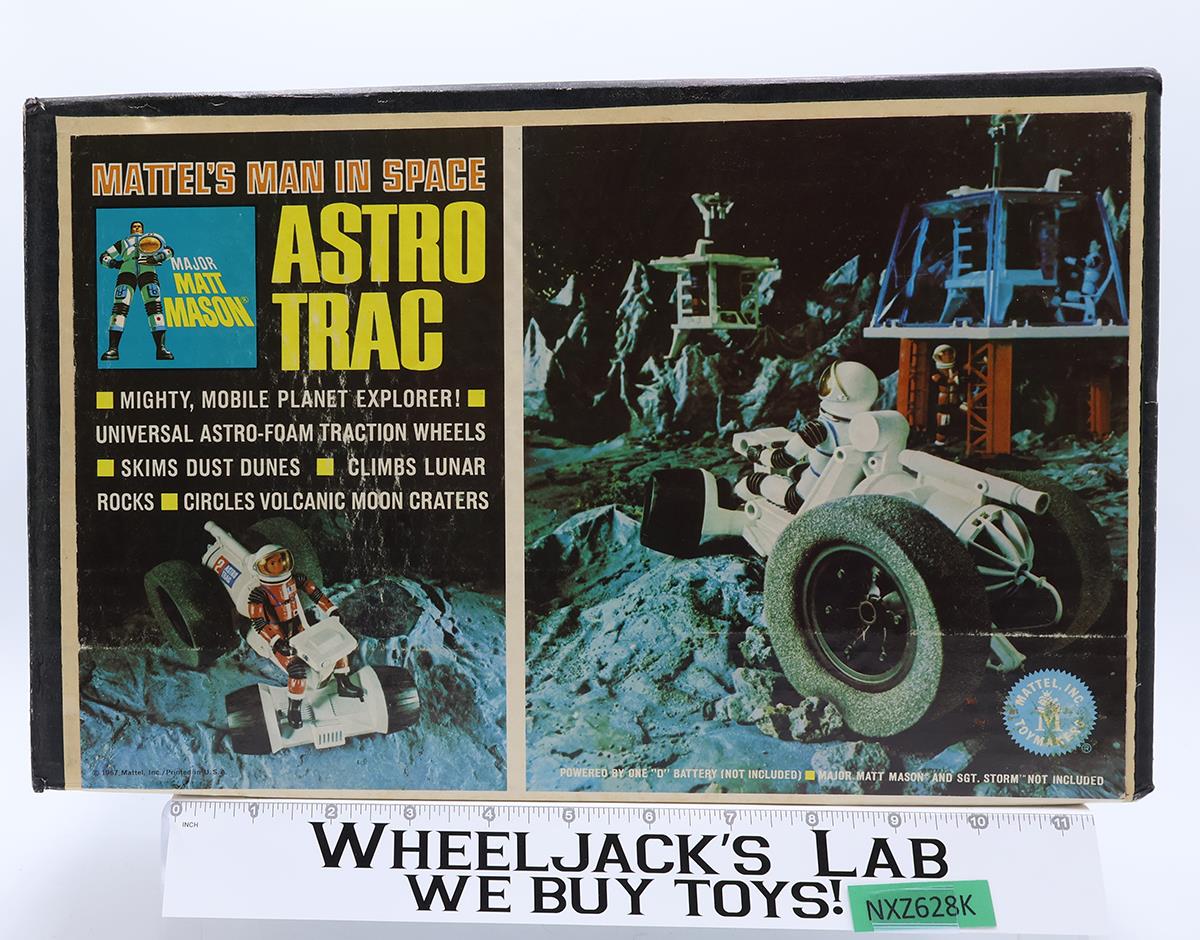 MATTEL'S MAN IN SPACE
MAJOR
MATT
MASON®
ASTRO
TRAC
■ MIGHTY, MOBILE PLANET EXPLORER! ■
UNIVERSAL ASTRO-FOAM TRACTION WHEELS
■ SKIMS DUST DUNES ■ CLIMBS LUNAR
ROCKS ■ CIRCLES VOLCANIC MOON CRATERS
2
© 1967 Mattel, Inc./Printed in U.S.A.
MATTEL, INC.
M
TOYMAKERS
®
POWERED BY ONE "D" BATTERY (NOT INCLUDED) ■ MAJOR MATT MASON® AND SGT. STORM™ NOT INCLUDED
0 1 2 3 4 5 6 7 8 9 10 11
INCH
WHEELJACK'S LAB
WE BUY TOYS!
NXZ628K